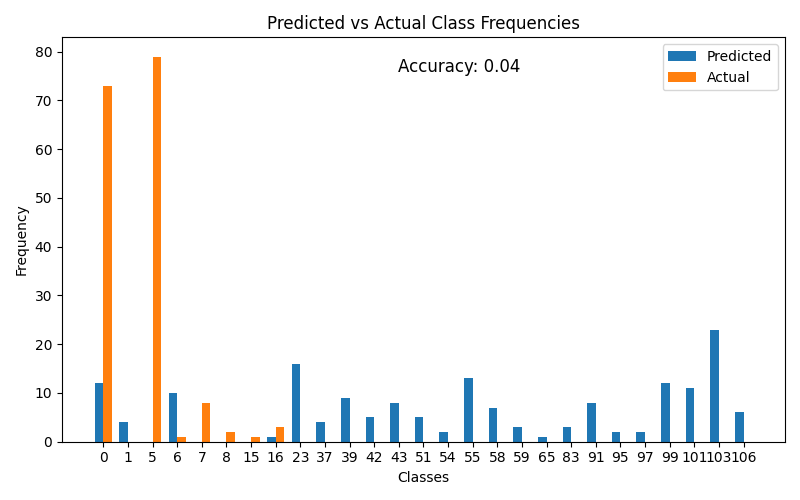 Predicted vs Actual Class Frequencies
Accuracy: 0.04
Predicted
Actual
80
70
60
50
40
30
20
10
0
Frequency
0 1 5 6 7 8 15 16 23 37 39 42 43 51 54 55 58 59 65 83 91 95 97 99 101 103 106
Classes